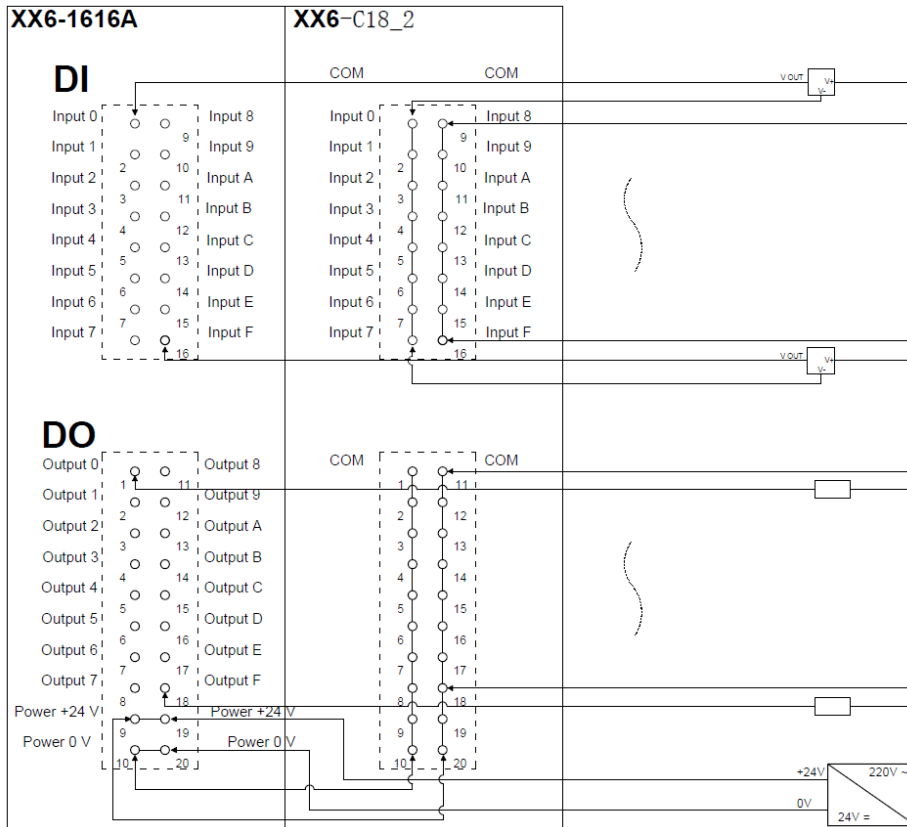 XX6-1616A XX6-C18_2
DI COM COM V OUT V+
V-
Input 0 Input 8 Input 0 Input 8
9 9
Input 1 Input 9 Input 1 Input 9
2 10 2 10
Input 2 Input A Input 2 Input A
3 11 3 11
Input 3 Input B Input 3 Input B
4 12 4 12
Input 4 Input C Input 4 Input C
5 13 5 13
Input 5 Input D Input 5 Input D
6 14 6 14
Input 6 Input E Input 6 Input E
7 15 7 15
Input 7 Input F Input 7 Input F
16 16
V OUT V+
V-
DO
Output 0 Output 8 COM COM
1 11 1 11
Output 1 Output 9
2 12 2 12
Output 2 Output A
3 13 3 13
Output 3 Output B
4 14 4 14
Output 4 Output C
5 15 5 15
Output 5 Output D
6 16 6 16
Output 6 Output E
7 17 7 17
Output 7 Output F
8 18 8 18
Power +24 V Power +24 V
9 19 9 19
Power 0 V Power 0 V
10 20 10 20
+24V 220V ~
0V
24V =